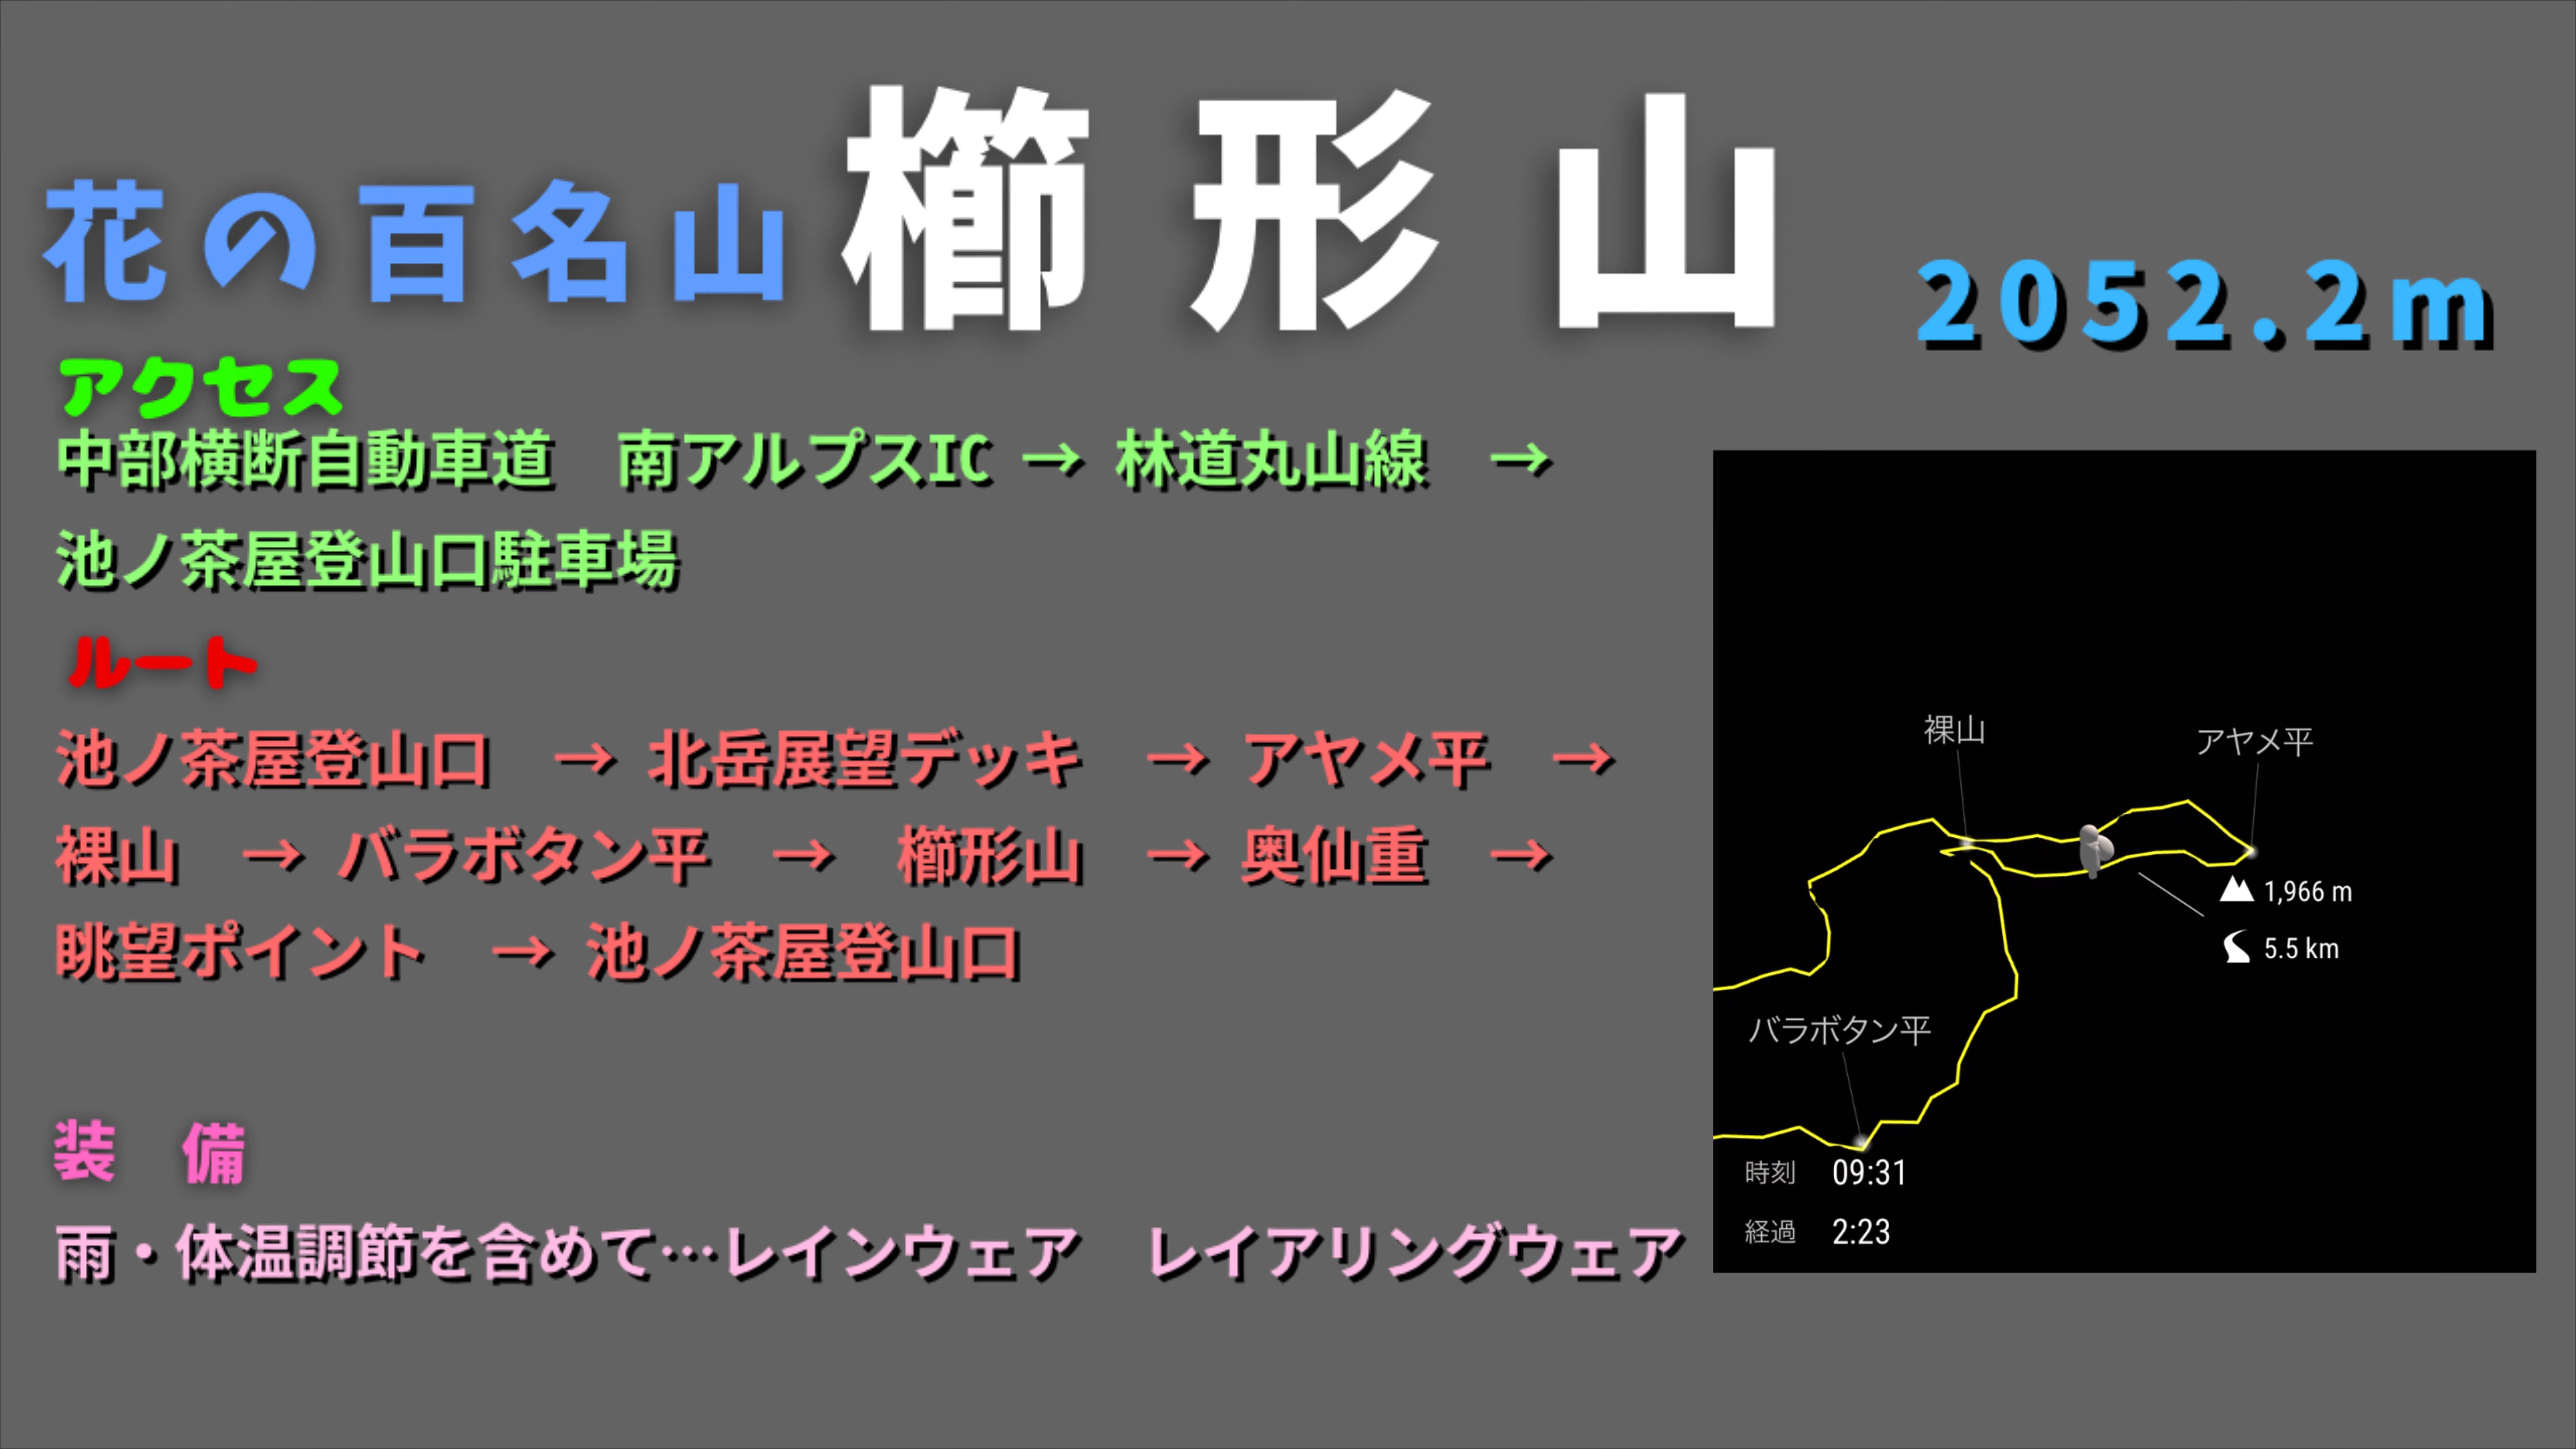 花の百名山 櫛形山 2052.2m
アクセス
中部横断自動車道　南アルプスIC → 林道丸山線　→
池ノ茶屋登山口駐車場
ルート
池ノ茶屋登山口　→ 北岳展望デッキ　→ アヤメ平　→
裸山　→ バラボタン平　→　櫛形山　→ 奥仙重　→
眺望ポイント　→ 池ノ茶屋登山口
装　備
雨・体温調節を含めて…レインウェア　レイアリングウェア
裸山
アヤメ平
1,966 m
5.5 km
バラボタン平
時刻 09:31
経過 2:23